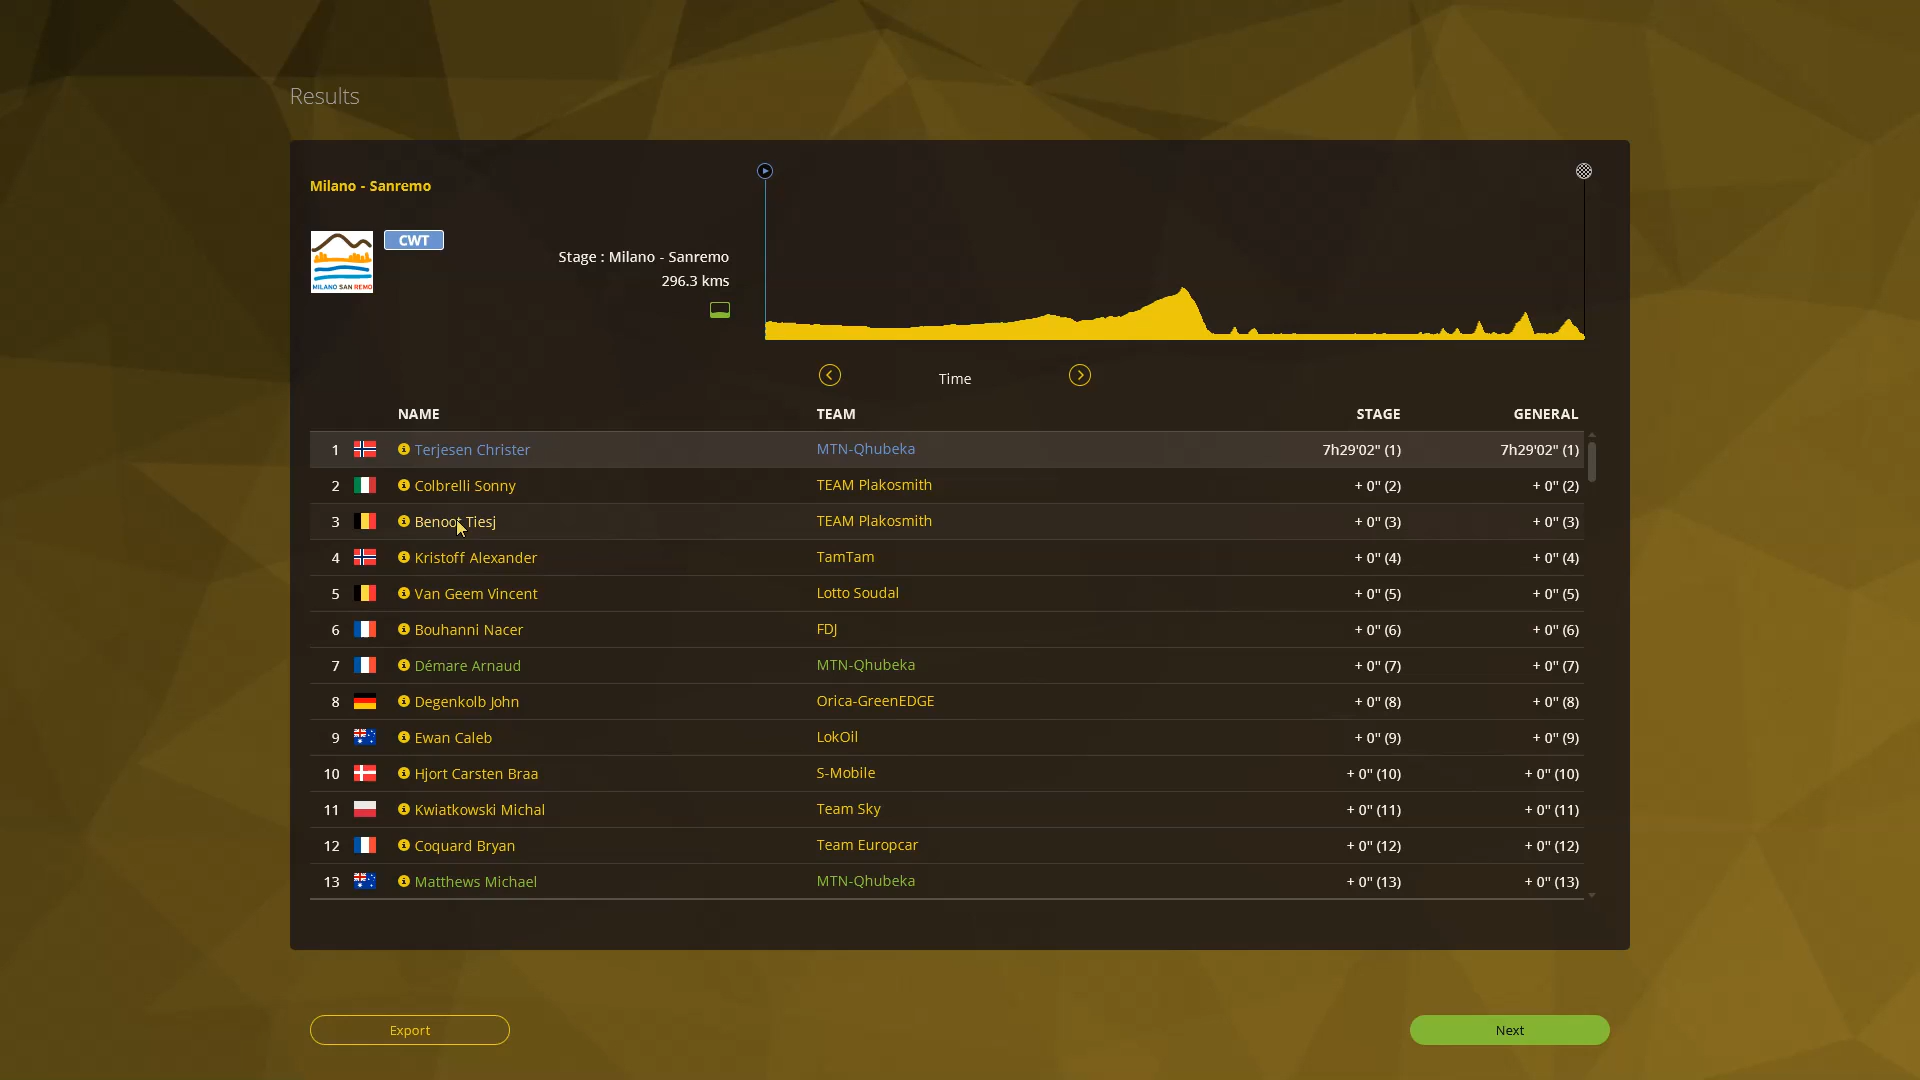 Results
Milano - Sanremo
MILANO SAN REMO
CWT
Stage : Milano - Sanremo
296.3 kms
Time
NAME TEAM STAGE GENERAL
1 Terjesen Christer MTN-Qhubeka 7h29'02" (1) 7h29'02" (1)
2 Colbrelli Sonny TEAM Plakosmith + 0" (2) + 0" (2)
3 Benoot Tiesj TEAM Plakosmith + 0" (3) + 0" (3)
4 Kristoff Alexander TamTam + 0" (4) + 0" (4)
5 Van Geem Vincent Lotto Soudal + 0" (5) + 0" (5)
6 Bouhanni Nacer FDJ + 0" (6) + 0" (6)
7 Démare Arnaud MTN-Qhubeka + 0" (7) + 0" (7)
8 Degenkolb John Orica-GreenEDGE + 0" (8) + 0" (8)
9 Ewan Caleb LokOil + 0" (9) + 0" (9)
10 Hjort Carsten Braa S-Mobile + 0" (10) + 0" (10)
11 Kwiatkowski Michal Team Sky + 0" (11) + 0" (11)
12 Coquard Bryan Team Europcar + 0" (12) + 0" (12)
13 Matthews Michael MTN-Qhubeka + 0" (13) + 0" (13)
Export
Next